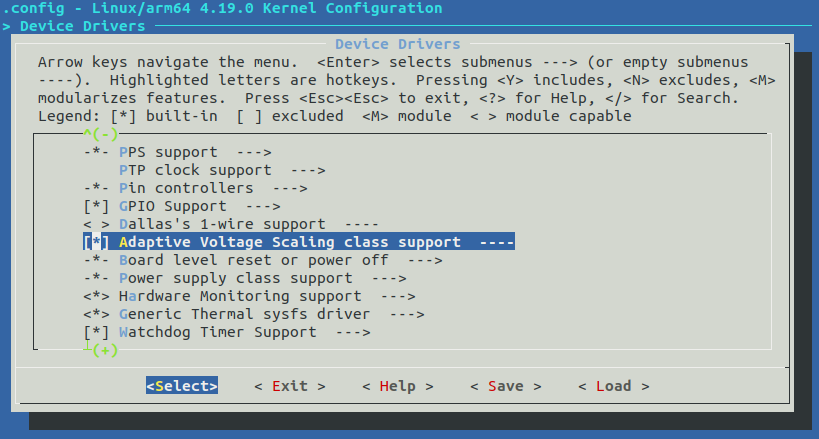 .config - Linux/arm64 4.19.0 Kernel Configuration
> Device Drivers
Device Drivers
Arrow keys navigate the menu.  <Enter> selects submenus ---> (or empty submenus
----).  Highlighted letters are hotkeys.  Pressing <Y> includes, <N> excludes, <M>
modularizes features.  Press <Esc><Esc> to exit, <?> for Help, </> for Search.
Legend: [*] built-in  [ ] excluded  <M> module  < > module capable
^(-)
-*- PPS support  --->
PTP clock support  --->
-*- Pin controllers  --->
[*] GPIO Support  --->
< > Dallas's 1-wire support  ----
[*] Adaptive Voltage Scaling class support  ----
-*- Board level reset or power off  --->
-*- Power supply class support  --->
<*> Hardware Monitoring support  --->
<*> Generic Thermal sysfs driver  --->
[*] Watchdog Timer Support  --->
(+)
<Select>    < Exit >    < Help >    < Save >    < Load >